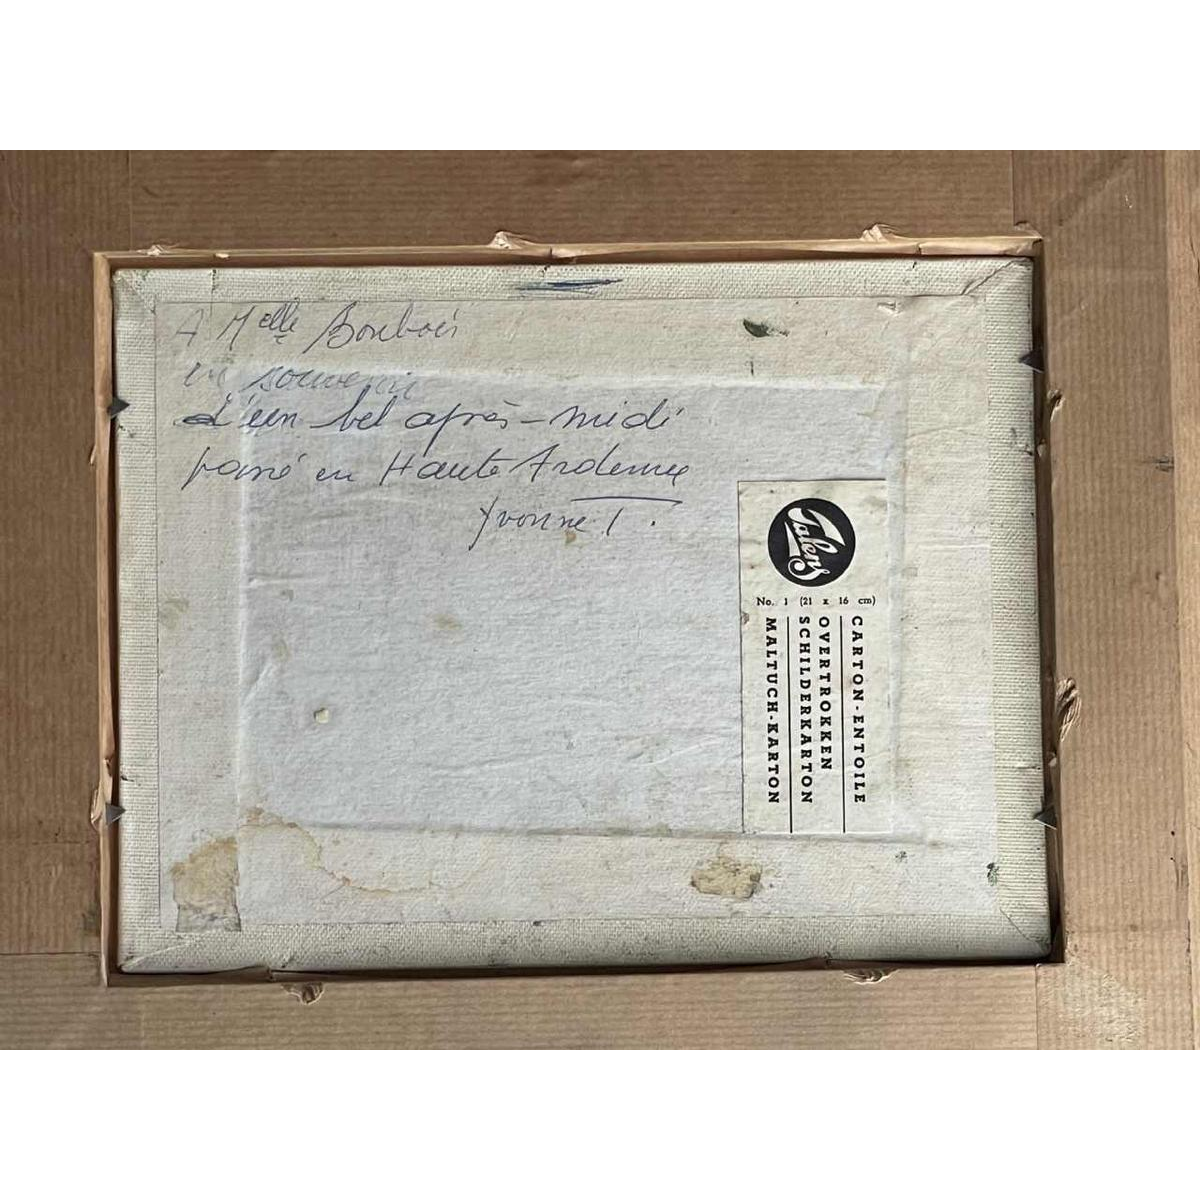 A Melle Bonbois
en souvenir
d'un bel après-midi
passé en Haute Ardenne
Yvonne T.
Talens
No. 1 (21 x 16 cm)
CARTON-ENTOILE
OVERTROKKEN
SCHILDERKARTON
MALTUCH-KARTON